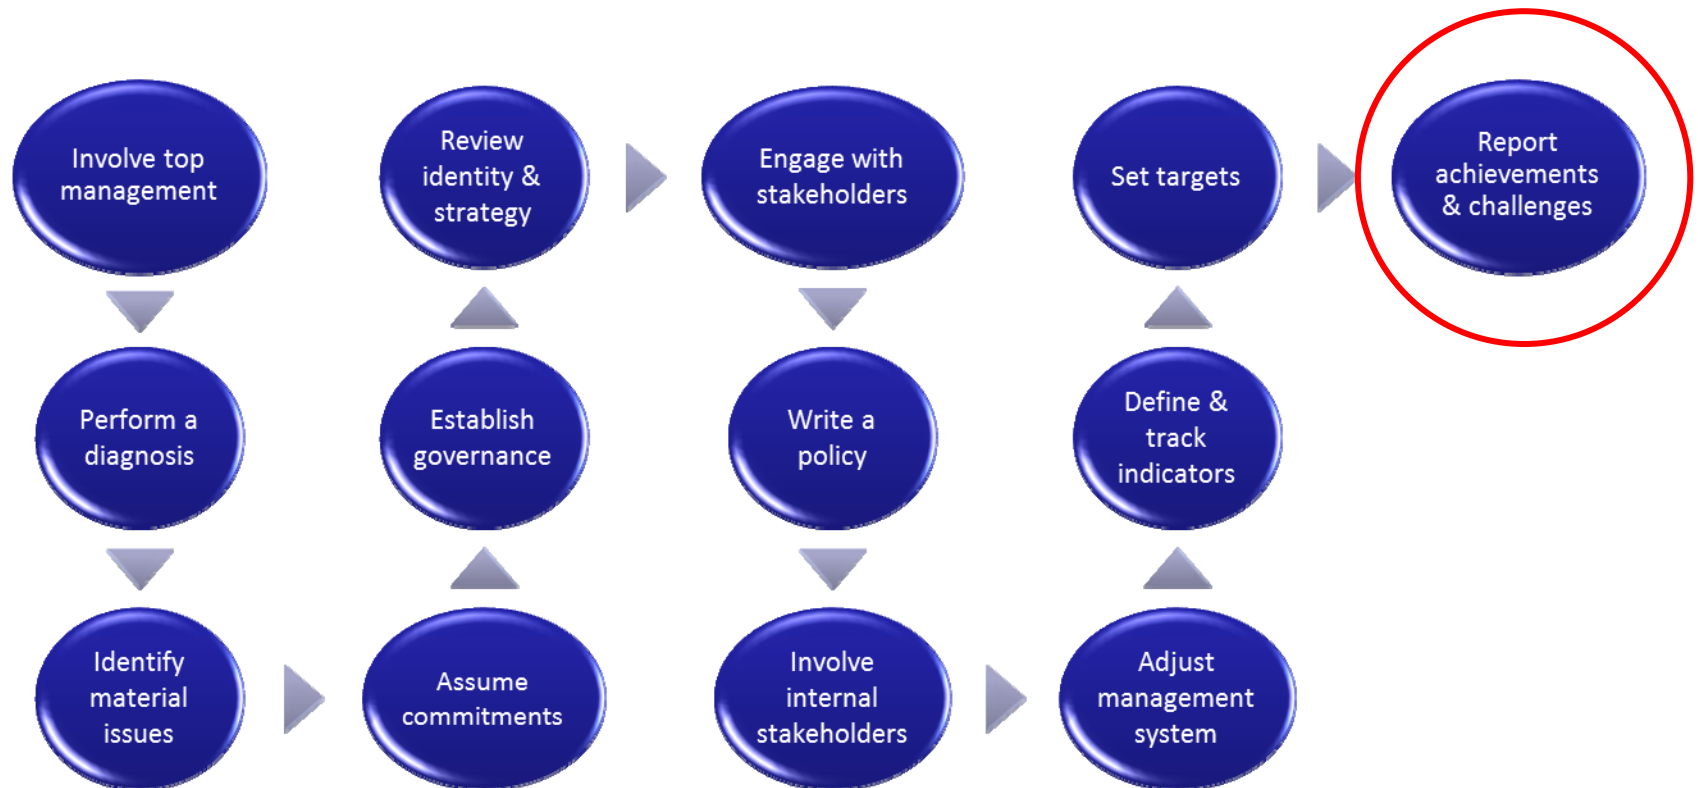 Involve top
management
Perform a
diagnosis
Identify
material
issues
Assume
commitments
Establish
governance
Review
identity &
strategy
Engage with
stakeholders
Write a
policy
Involve
internal
stakeholders
Adjust
management
system
Define &
track
indicators
Set targets
Report
achievements
& challenges